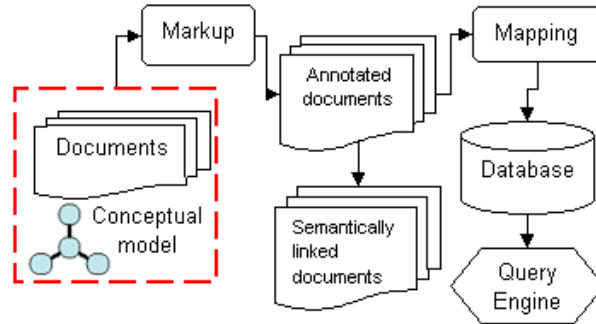 Markup
Mapping
Annotated
documents
Documents
Database
Conceptual
model
Semantically
linked
documents
Query
Engine